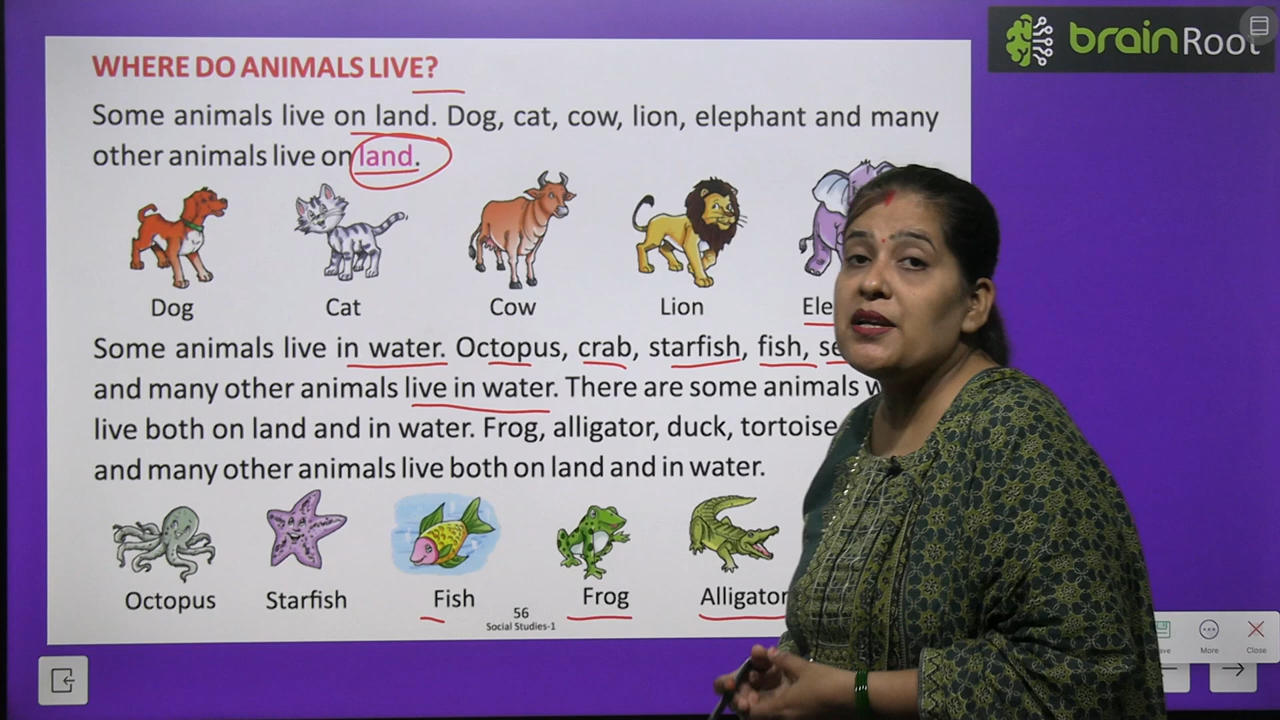 brainRoot
WHERE DO ANIMALS LIVE?
Some animals live on land. Dog, cat, cow, lion, elephant and many
other animals live on land.
Dog Cat Cow Lion Ele
Some animals live in water. Octopus, crab, starfish, fish, se
and many other animals live in water. There are some animals w
live both on land and in water. Frog, alligator, duck, tortoise
and many other animals live both on land and in water.
Octopus Starfish Fish Frog Alligator
56
Social Studies-1
ave More Close